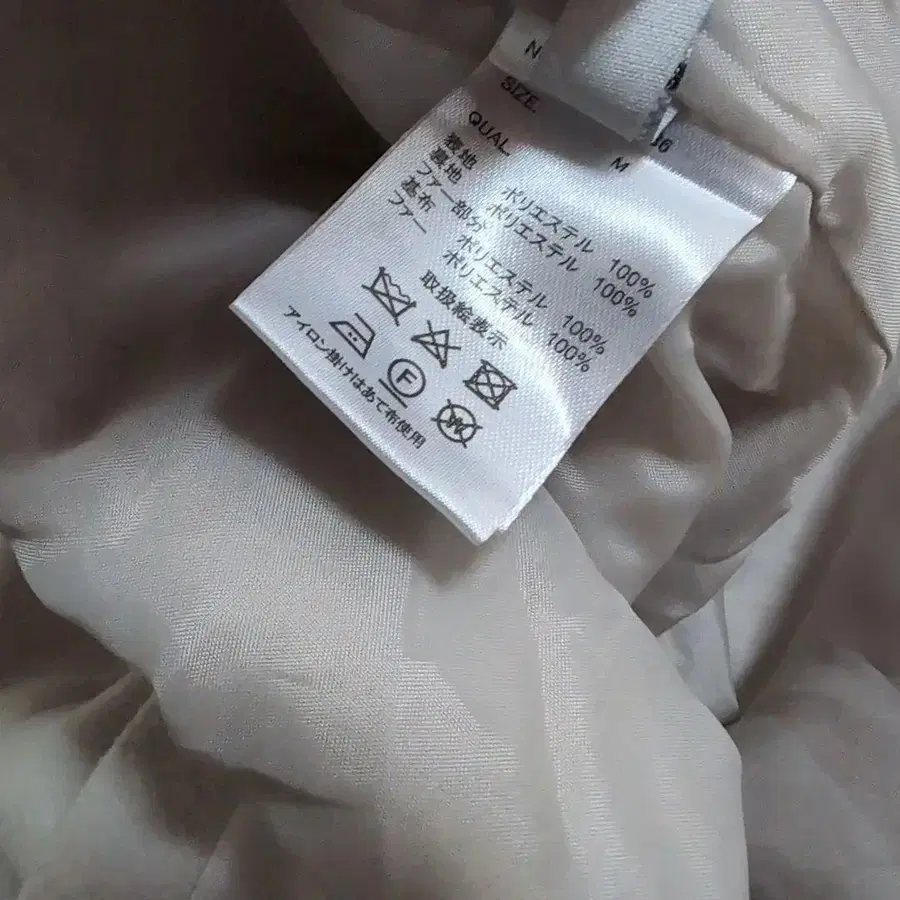 N
SIZE. M
QUAL.
表地 ポリエステル 100%
裏地 ポリエステル 100%
ファー部分
基布 ポリエステル 100%
ファー ポリエステル 100%
取扱絵表示
F
W
アイロン掛けはあて布使用